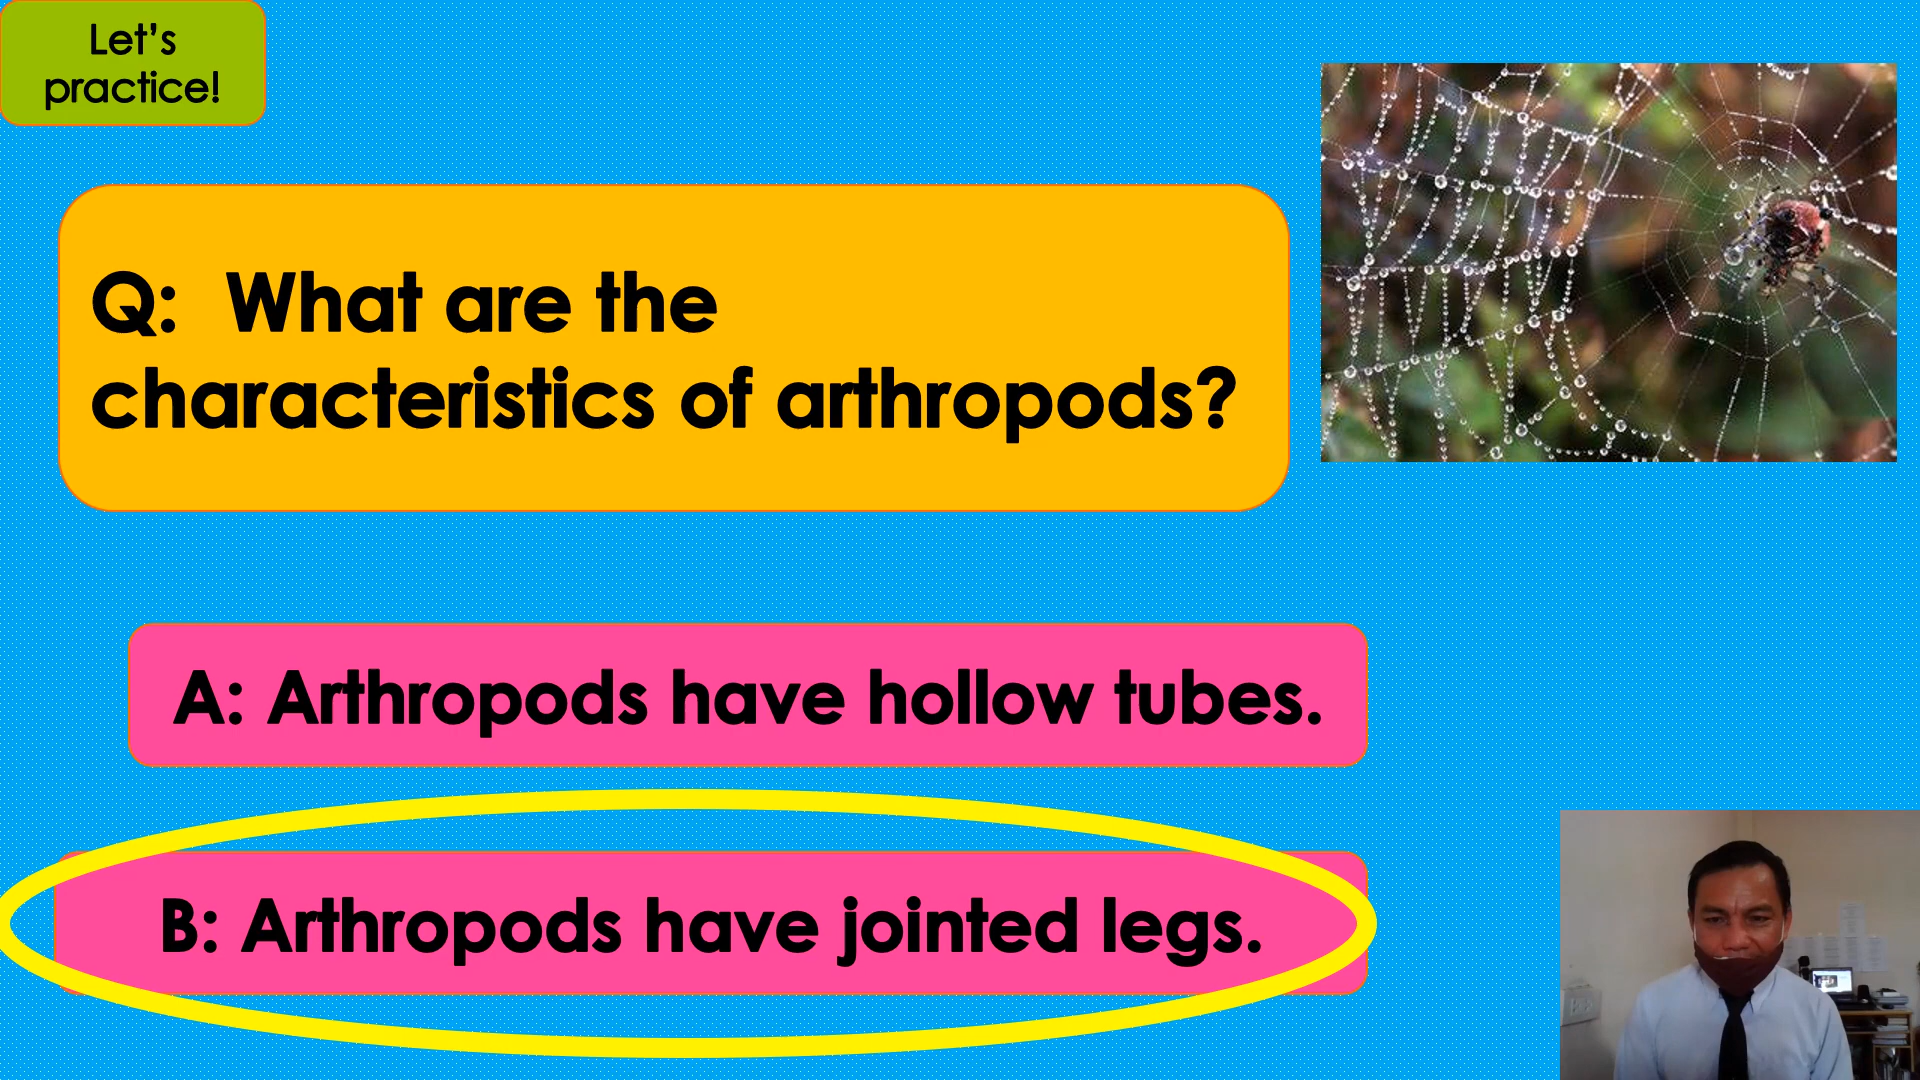 Let’s
practice!
Q: What are the
characteristics of arthropods?
A: Arthropods have hollow tubes.
B: Arthropods have jointed legs.